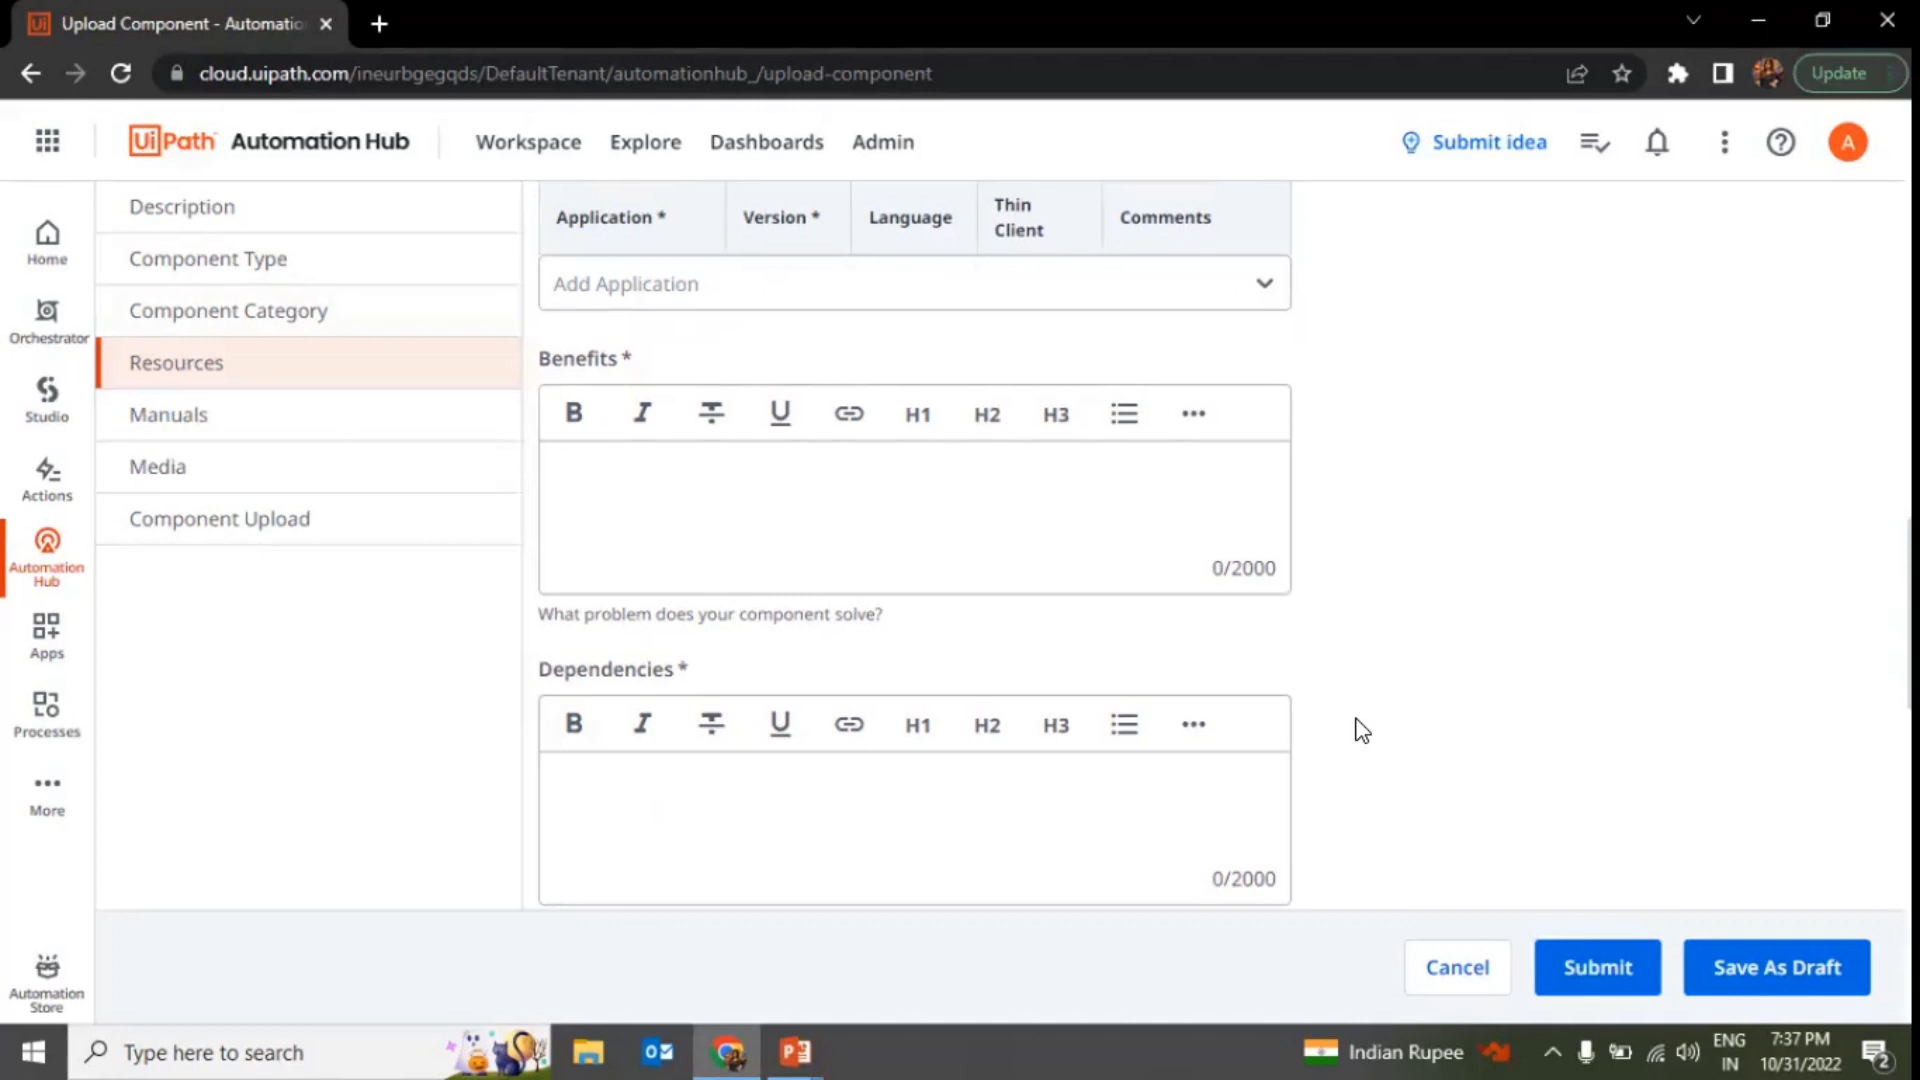 Upload Component - Automatio
cloud.uipath.com/ineurbgegqds/DefaultTenant/automationhub_/upload-component
Update
UiPath Automation Hub
Workspace
Explore
Dashboards
Admin
Submit idea
A
Home
Orchestrator
Studio
Actions
Automation
Hub
Apps
Processes
More
Automation
Store
Description
Component Type
Component Category
Resources
Manuals
Media
Component Upload
Application *
Version *
Language
Thin
Client
Comments
Add Application
Benefits *
B I T U H1 H2 H3
0/2000
What problem does your component solve?
Dependencies *
B I T U H1 H2 H3
0/2000
Cancel
Submit
Save As Draft
Type here to search
Indian Rupee
ENG
IN
7:37 PM
10/31/2022
2